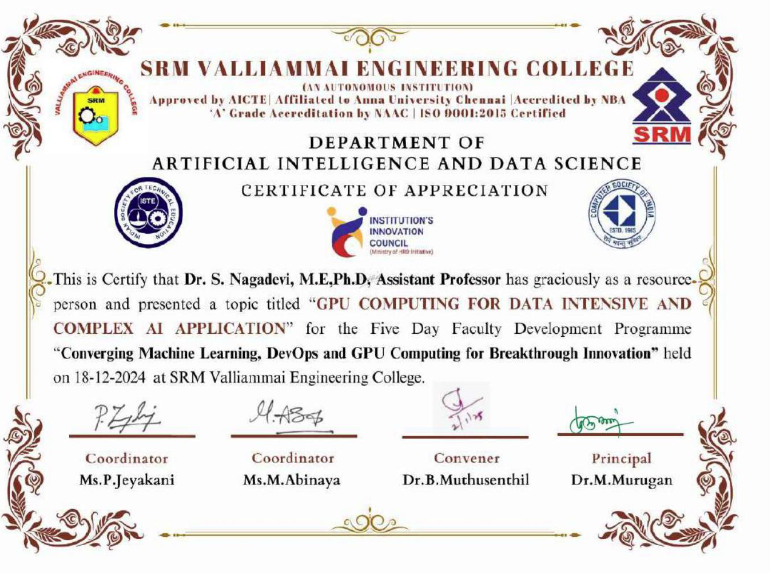 SRM VALLIAMMAI ENGINEERING COLLEGE
(AN AUTONOMOUS INSTITUTION)
Approved by AICTE| Affiliated to Anna University Chennai |Accredited by NBA
'A' Grade Accreditation by NAAC | ISO 9001:2015 Certified
VALLIAMMAI ENGINEERING COLLEGE
SRM
SRM
DEPARTMENT OF
ARTIFICIAL INTELLIGENCE AND DATA SCIENCE
CERTIFICATE OF APPRECIATION
INDIAN SOCIETY FOR TECHNICAL EDUCATION
ISTE
INSTITUTION'S
INNOVATION
COUNCIL
(Ministry of HRD Initiative)
COMPUTER SOCIETY OF INDIA
ESTD. 1965
This is Certify that Dr. S. Nagadevi, M.E,Ph.D, Assistant Professor has graciously as a resource
person and presented a topic titled “GPU COMPUTING FOR DATA INTENSIVE AND
COMPLEX AI APPLICATION” for the Five Day Faculty Development Programme
“Converging Machine Learning, DevOps and GPU Computing for Breakthrough Innovation” held
on 18-12-2024 at SRM Valliammai Engineering College.
2/1/25
Coordinator Coordinator Convener Principal
Ms.P.Jeyakani Ms.M.Abinaya Dr.B.Muthusenthil Dr.M.Murugan